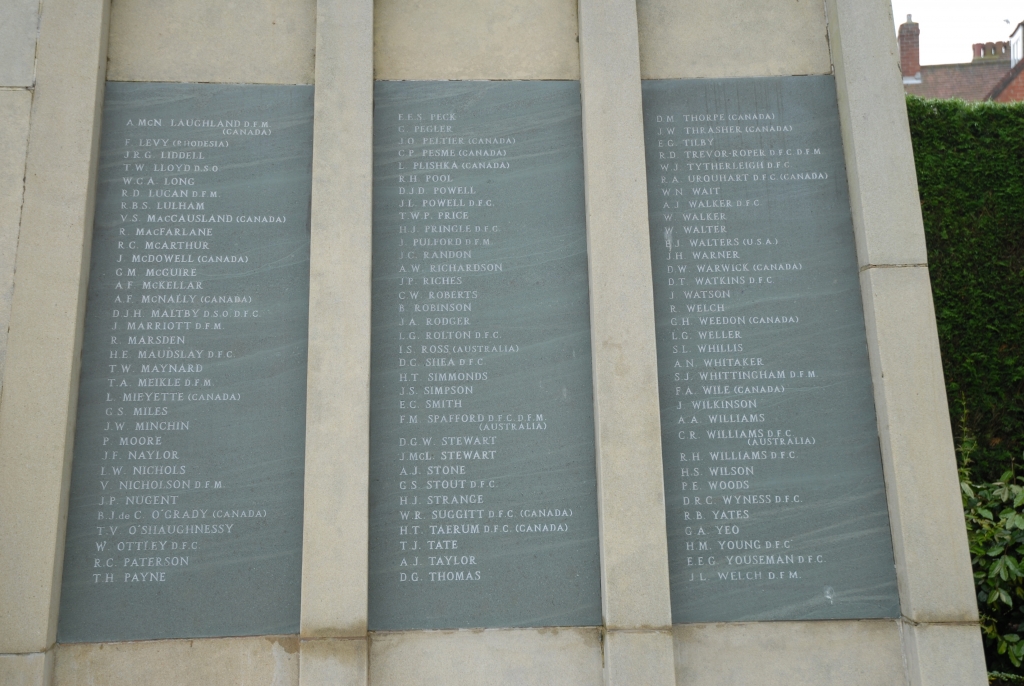 A. McN LAUGHLAND D.F.M.
(CANADA)
F. LEVY (RHODESIA)
J.R.G. LIDDELL
T.W. LLOYD D.S.O
W.C.A. LONG
R.D. LUCAN D.F.M.
R.B.S. LULHAM
V.S. MacCAUSLAND (CANADA)
R. MacFARLANE
R.C. McARTHUR
J. McDOWELL (CANADA)
G.M. McGUIRE
A.F. McKELLAR
A.F. McNALLY (CANADA)
D.J.H. MALTBY D.S.O. D.F.C.
J. MARRIOTT D.F.M.
R. MARSDEN
H.E. MAUDSLAY D.F.C.
T.W. MAYNARD
T.A. MEIKLE D.F.M.
L. MIEYETTE (CANADA)
G.S. MILES
J.W. MINCHIN
P. MOORE
J.F. NAYLOR
L.W. NICHOLS
V. NICHOLSON D.F.M.
J.P. NUGENT
B.J. de C. O'GRADY (CANADA)
T.V. O'SHAUGHNESSY
W. OTTLEY D.F.C.
R.C. PATERSON
T.H. PAYNE
E.F.S. PECK
G. PEGLER
J.O. PELTIER (CANADA)
C.P. PESME (CANADA)
L. PLISHKA (CANADA)
R.H. POOL
D.J.D. POWELL
J.L. POWELL D.F.C.
T.W.P. PRICE
H.J. PRINGLE D.F.C.
J. PULFORD D.F.M.
J.C. RANDON
A.W. RICHARDSON
J.P. RICHES
C.W. ROBERTS
B. ROBINSON
J.A. RODGER
L.G. ROLTON D.F.C.
I.S. ROSS (AUSTRALIA)
D.C. SHEA D.F.C.
H.T. SIMMONDS
J.S. SIMPSON
E.C. SMITH
F.M. SPAFFORD D.F.C. D.F.M.
(AUSTRALIA)
D.G.W. STEWART
J.McL. STEWART
A.J. STONE
G.S. STOUT D.F.C.
H.J. STRANGE
W.R. SUGGITT D.F.C. (CANADA)
H.T. TAERUM D.F.C. (CANADA)
T.J. TATE
A.J. TAYLOR
D.G. THOMAS
D.M. THORPE (CANADA)
J.W. THRASHER (CANADA)
E.G. TILBY
R.D. TREVOR-ROPER D.F.C. D.F.M.
W.J. TYTHERLEIGH D.F.C.
R.A. URQUHART D.F.C. (CANADA)
W.N. WAIT
A.J. WALKER D.F.C.
W. WALKER
W. WALTER
E.J. WALTERS (U.S.A.)
J.H. WARNER
D.W. WARWICK (CANADA)
D.T. WATKINS D.F.C.
J. WATSON
R. WELCH
C.H. WEEDON (CANADA)
L.G. WELLER
S.L. WHILLIS
A.N. WHITAKER
S.J. WHITTINGHAM D.F.M.
F.A. WILE (CANADA)
J. WILKINSON
A.A. WILLIAMS
C.R. WILLIAMS D.F.C.
(AUSTRALIA)
R.H. WILLIAMS D.F.C.
H.S. WILSON
P.E. WOODS
D.R.C. WYNESS D.F.C.
R.B. YATES
G.A. YEO
H.M. YOUNG D.F.C.
E.E.G. YOUSEMAN D.F.C.
J.L. WELCH D.F.M.